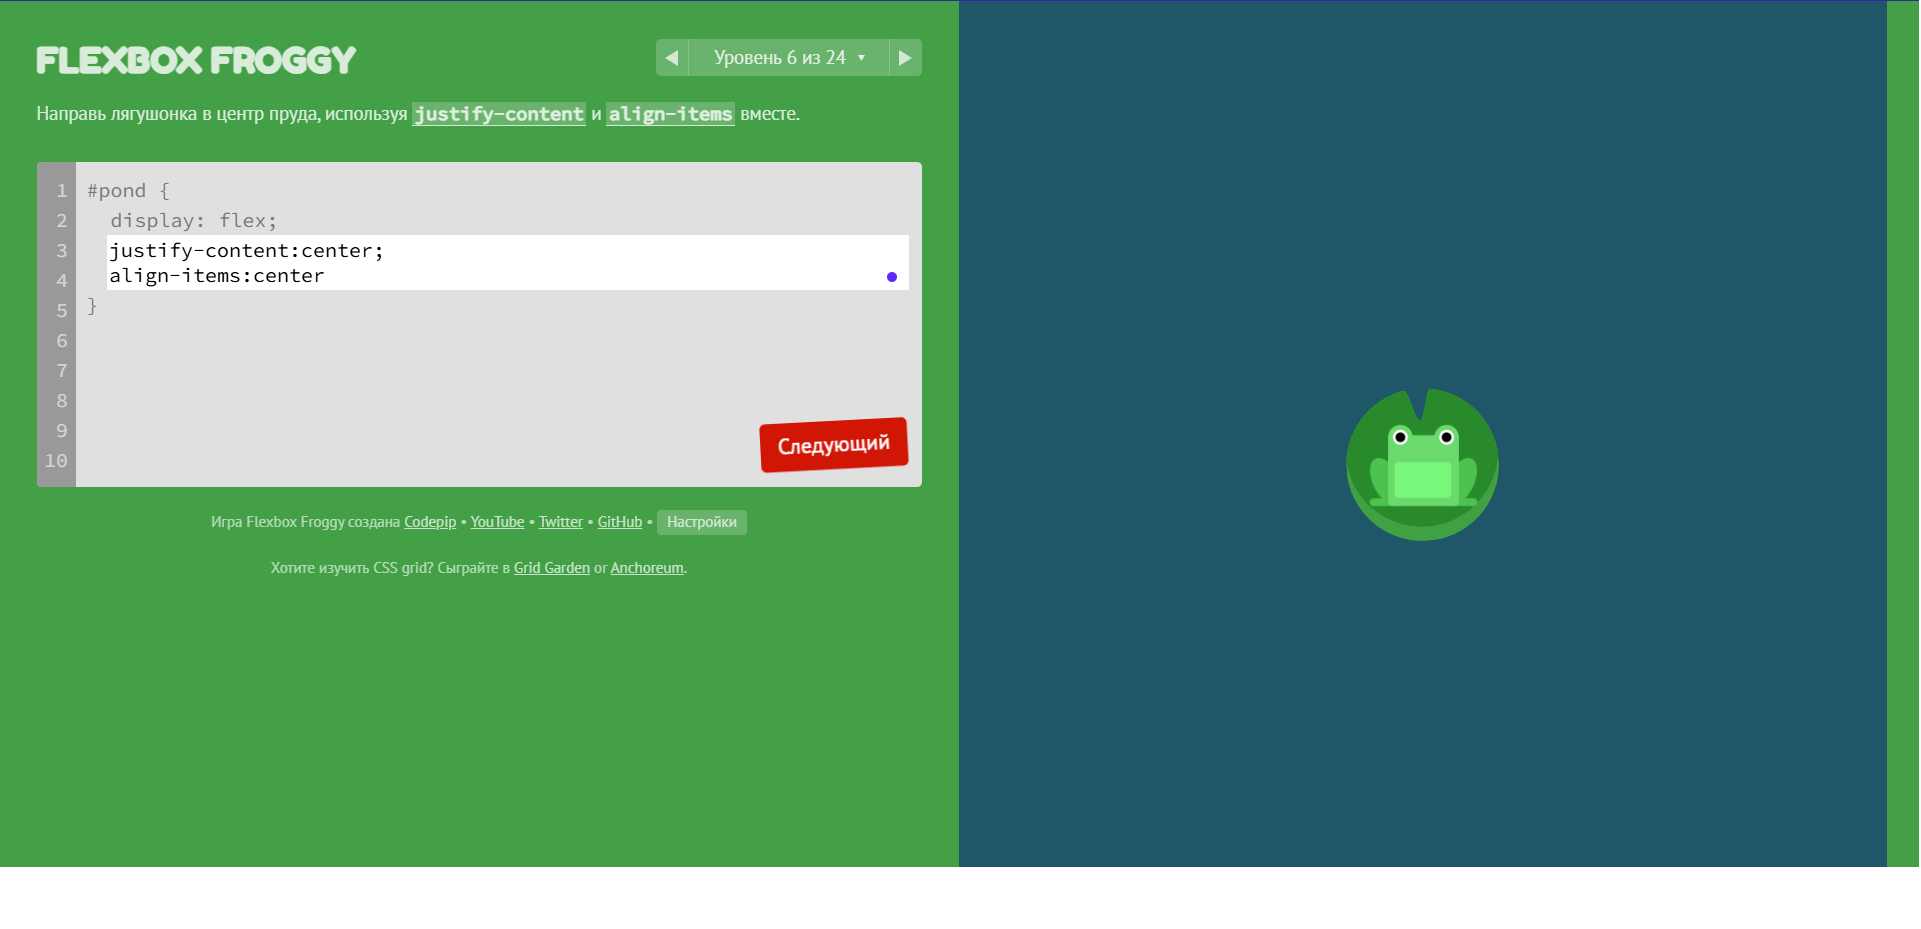 FLEXBOX FROGGY
◀ Уровень 6 из 24 ▼ ▶
Направь лягушонка в центр пруда, используя justify-content и align-items вместе.
1 #pond {
2 display: flex;
3 justify-content:center;
4 align-items:center
5 }
6
7
8
9
10
Следующий
Игра Flexbox Froggy создана Codepip • YouTube • Twitter • GitHub • Настройки
Хотите изучить CSS grid? Сыграйте в Grid Garden or Anchoreum.